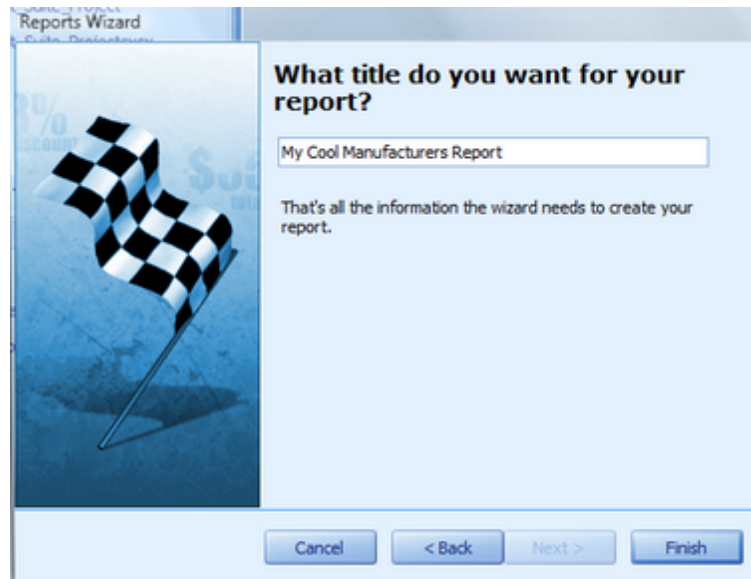 Reports Wizard
What title do you want for your
report?
My Cool Manufacturers Report
That's all the information the wizard needs to create your
report.
Cancel
< Back
Next >
Finish